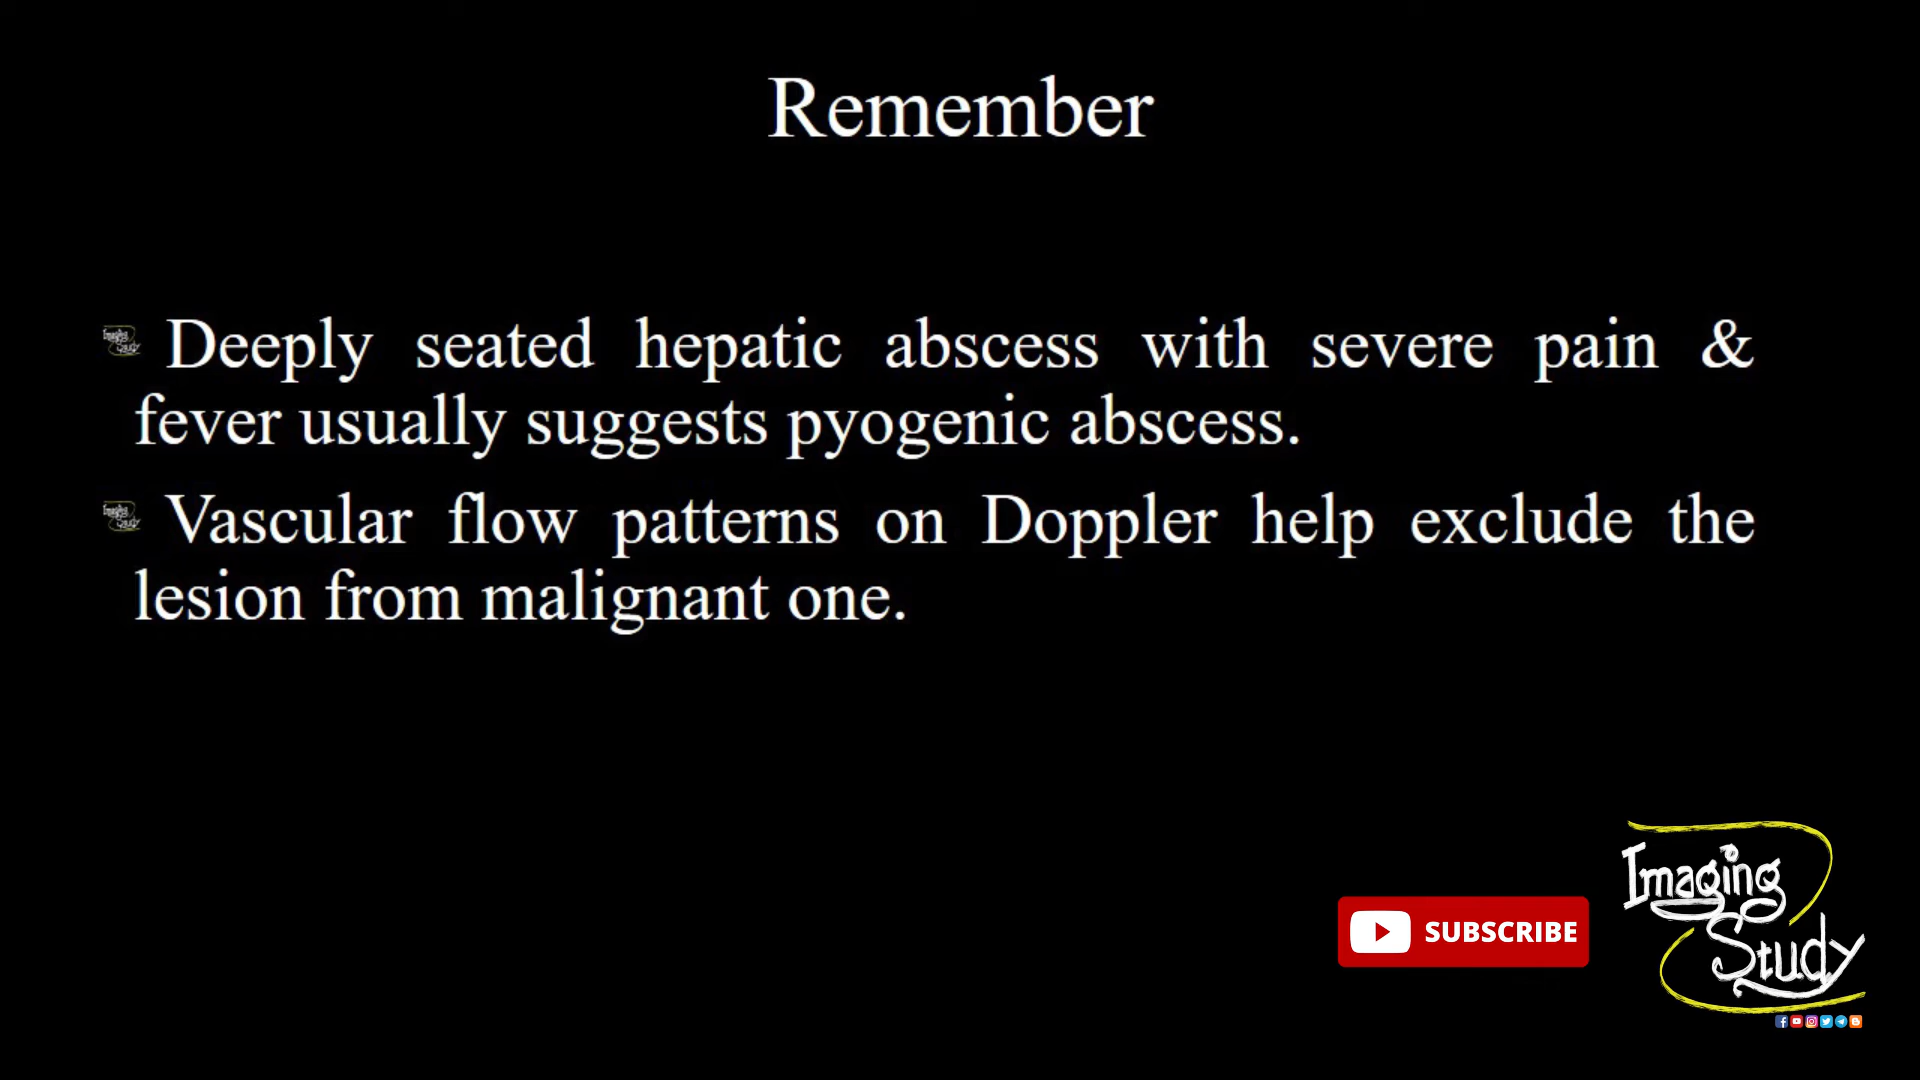 Remember
Deeply seated hepatic abscess with severe pain &
fever usually suggests pyogenic abscess.
Vascular flow patterns on Doppler help exclude the
lesion from malignant one.
SUBSCRIBE
Imaging
Study